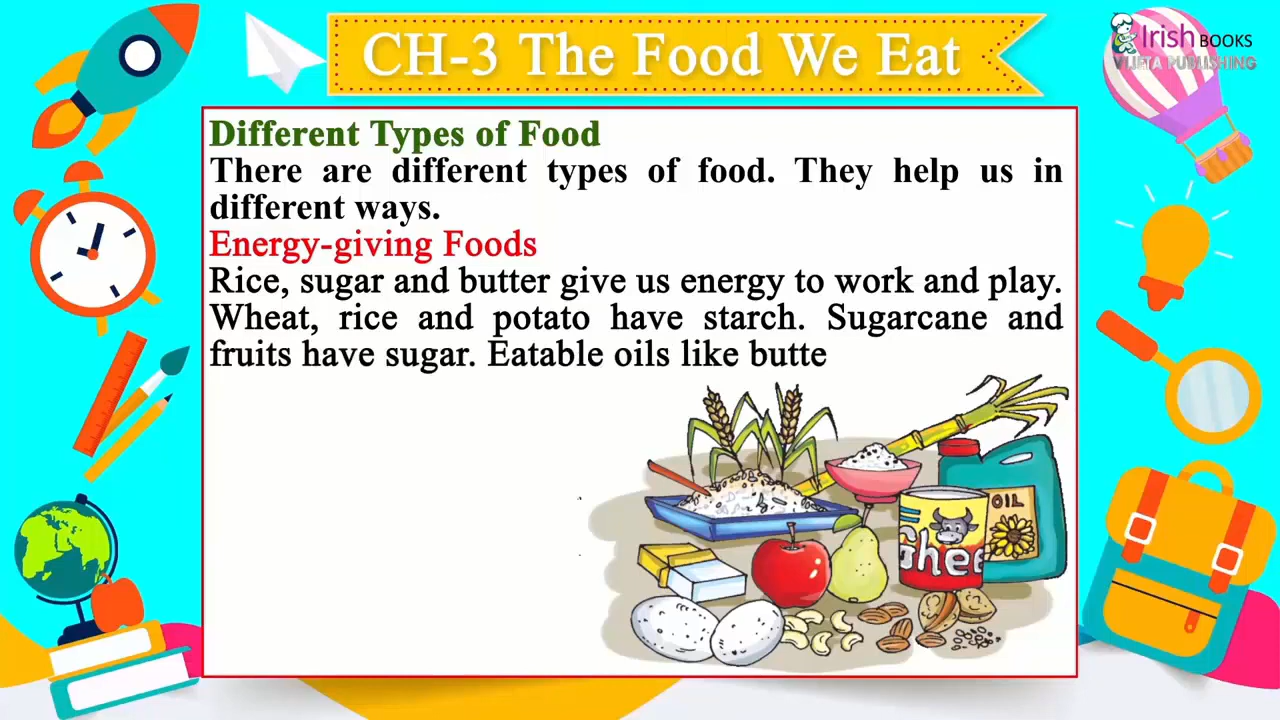 CH-3 The Food We Eat
Irish BOOKS
VIJETA PUBLISHING
Different Types of Food
There are different types of food. They help us in
different ways.
Energy-giving Foods
Rice, sugar and butter give us energy to work and play.
Wheat, rice and potato have starch. Sugarcane and
fruits have sugar. Eatable oils like butte
OIL
Ghee